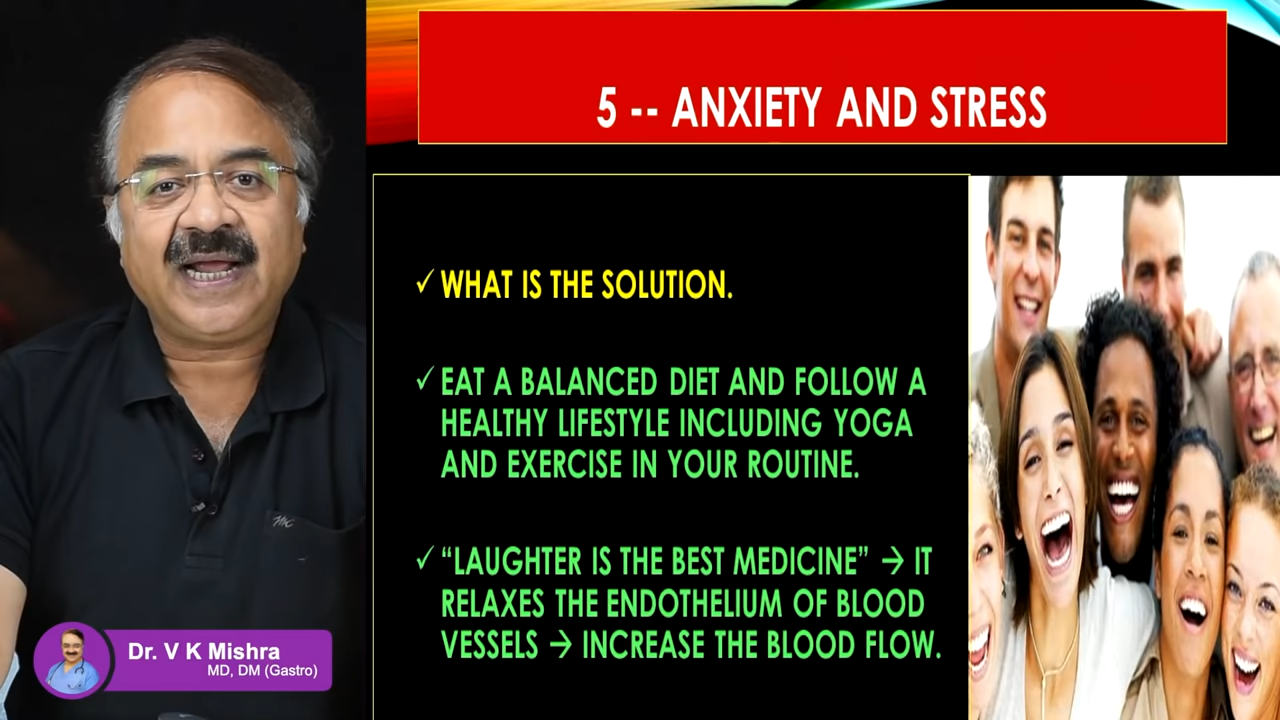 5 -- ANXIETY AND STRESS
✓ WHAT IS THE SOLUTION.
✓ EAT A BALANCED DIET AND FOLLOW A
HEALTHY LIFESTYLE INCLUDING YOGA
AND EXERCISE IN YOUR ROUTINE.
✓ “LAUGHTER IS THE BEST MEDICINE” → IT
RELAXES THE ENDOTHELIUM OF BLOOD
VESSELS → INCREASE THE BLOOD FLOW.
Dr. V K Mishra
MD, DM (Gastro)